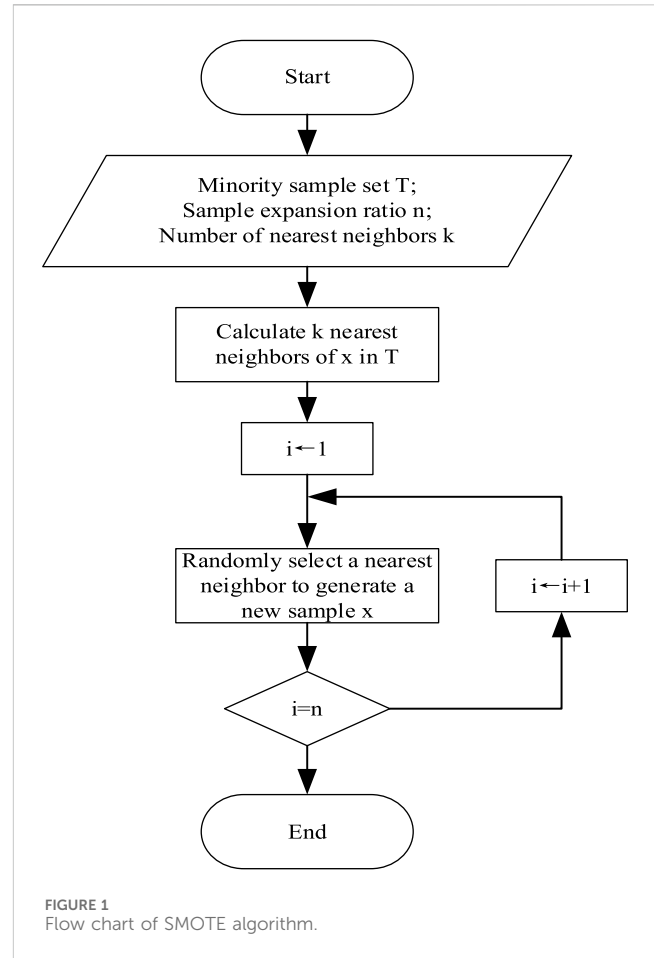 Start
Minority sample set T;
Sample expansion ratio n;
Number of nearest neighbors k
Calculate k nearest
neighbors of x in T
i←1
Randomly select a nearest
neighbor to generate a
new sample x
i←i+1
i=n
End
FIGURE 1
Flow chart of SMOTE algorithm.